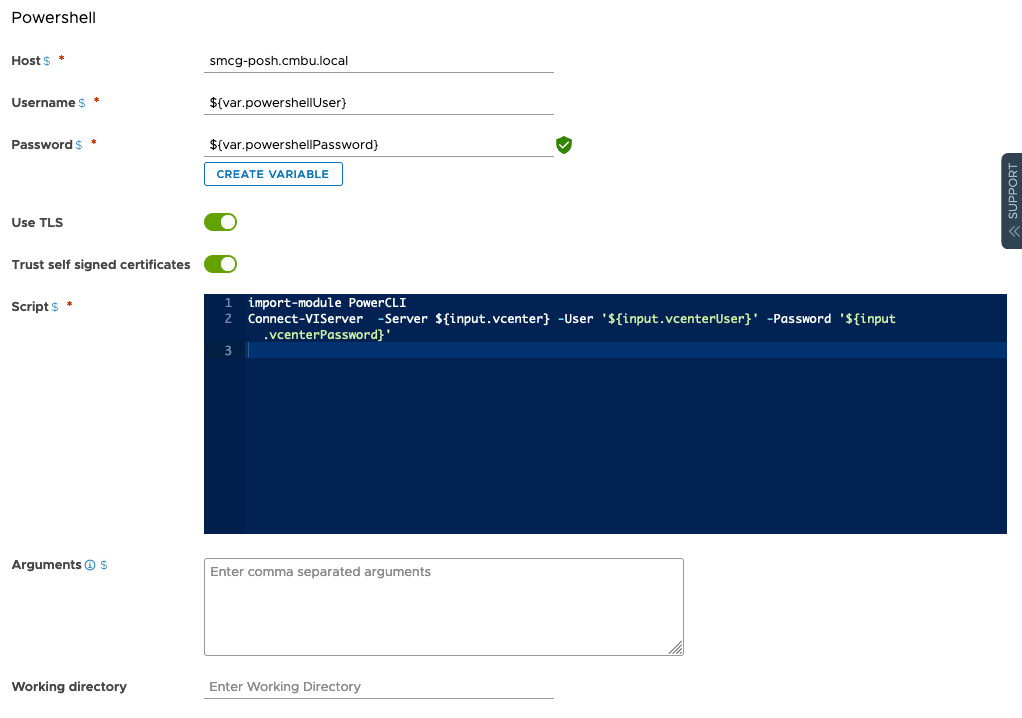 Powershell
Host $ *
smcg-posh.cmbu.local
Username $ *
${var.powershellUser}
Password $ *
${var.powershellPassword}
CREATE VARIABLE
Use TLS
Trust self signed certificates
Script $ *
1 import-module PowerCLI
2 Connect-VIServer  -Server ${input.vcenter} -User '${input.vcenterUser}' -Password '${input
.vcenterPassword}'
3
Arguments $
Enter comma separated arguments
Working directory
Enter Working Directory
SUPPORT